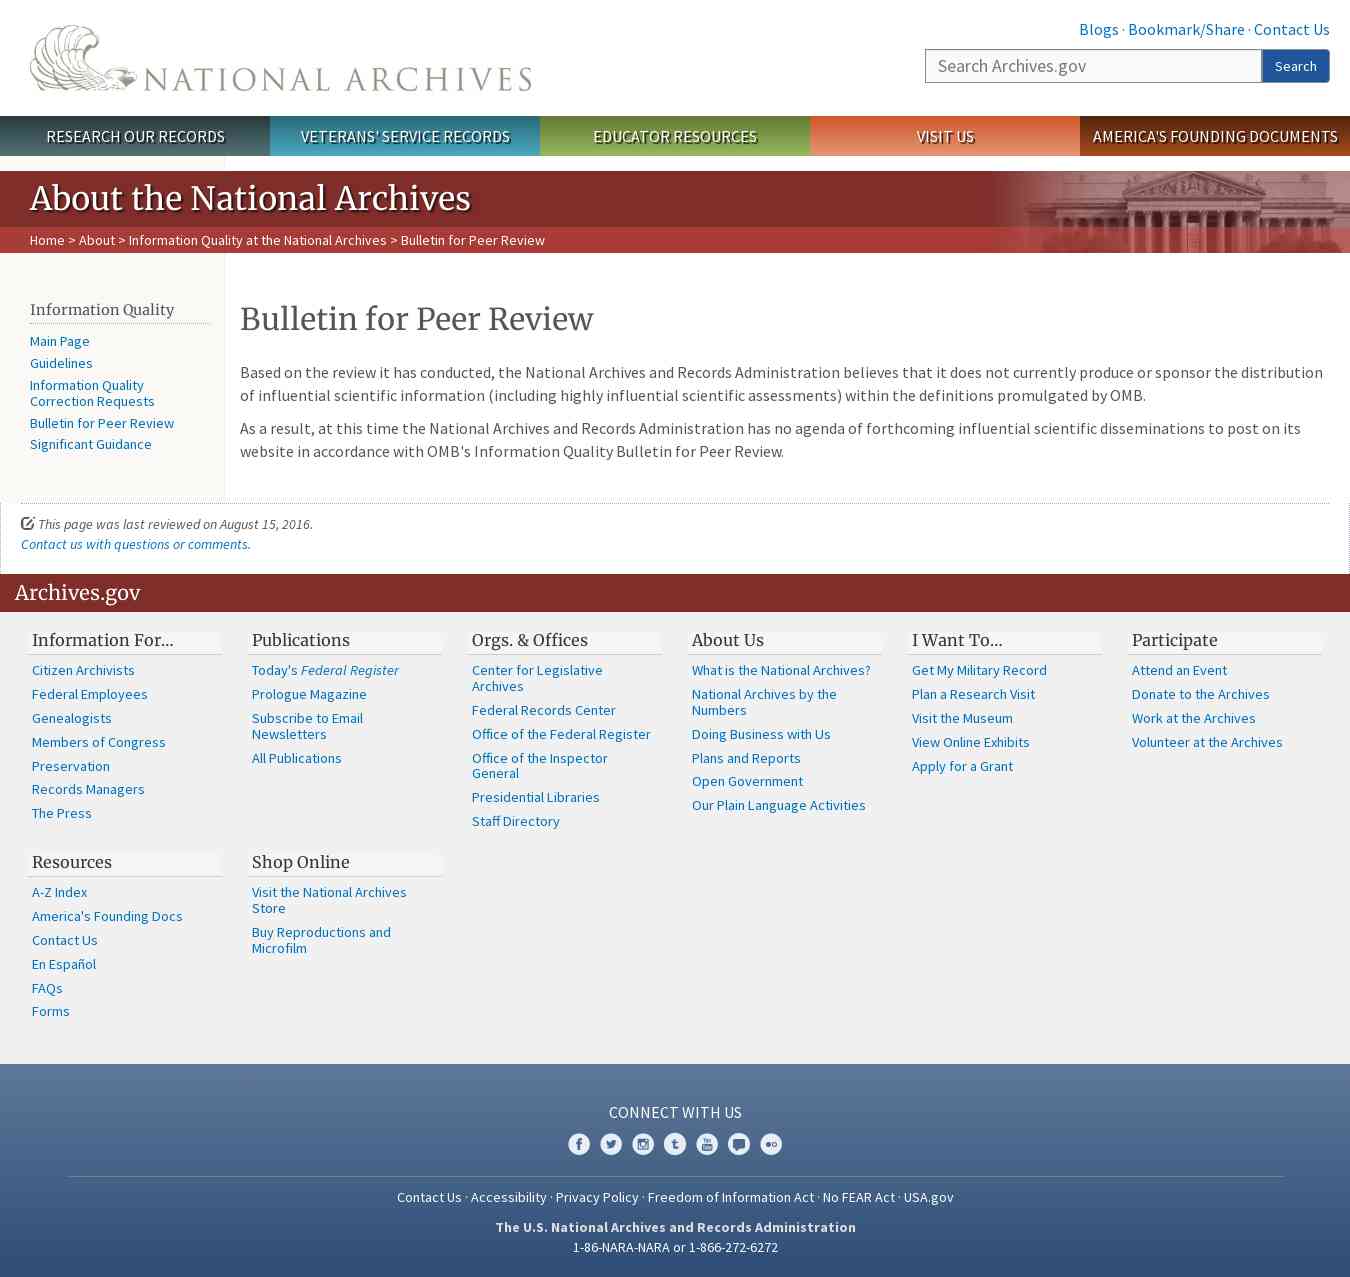 Blogs · Bookmark/Share · Contact Us
NATIONAL ARCHIVES
Search Archives.gov
Search
RESEARCH OUR RECORDS
VETERANS' SERVICE RECORDS
EDUCATOR RESOURCES
VISIT US
AMERICA'S FOUNDING DOCUMENTS
About the National Archives
Home > About > Information Quality at the National Archives > Bulletin for Peer Review
Information Quality
Main Page
Guidelines
Information Quality
Correction Requests
Bulletin for Peer Review
Significant Guidance
Bulletin for Peer Review
Based on the review it has conducted, the National Archives and Records Administration believes that it does not currently produce or sponsor the distribution
of influential scientific information (including highly influential scientific assessments) within the definitions promulgated by OMB.
As a result, at this time the National Archives and Records Administration has no agenda of forthcoming influential scientific disseminations to post on its
website in accordance with OMB's Information Quality Bulletin for Peer Review.
This page was last reviewed on August 15, 2016.
Contact us with questions or comments.
Archives.gov
Information For…
Citizen Archivists
Federal Employees
Genealogists
Members of Congress
Preservation
Records Managers
The Press
Publications
Today's Federal Register
Prologue Magazine
Subscribe to Email
Newsletters
All Publications
Orgs. & Offices
Center for Legislative
Archives
Federal Records Center
Office of the Federal Register
Office of the Inspector
General
Presidential Libraries
Staff Directory
About Us
What is the National Archives?
National Archives by the
Numbers
Doing Business with Us
Plans and Reports
Open Government
Our Plain Language Activities
I Want To…
Get My Military Record
Plan a Research Visit
Visit the Museum
View Online Exhibits
Apply for a Grant
Participate
Attend an Event
Donate to the Archives
Work at the Archives
Volunteer at the Archives
Resources
A-Z Index
America's Founding Docs
Contact Us
En Español
FAQs
Forms
Shop Online
Visit the National Archives
Store
Buy Reproductions and
Microfilm
CONNECT WITH US
Contact Us · Accessibility · Privacy Policy · Freedom of Information Act · No FEAR Act · USA.gov
The U.S. National Archives and Records Administration
1-86-NARA-NARA or 1-866-272-6272